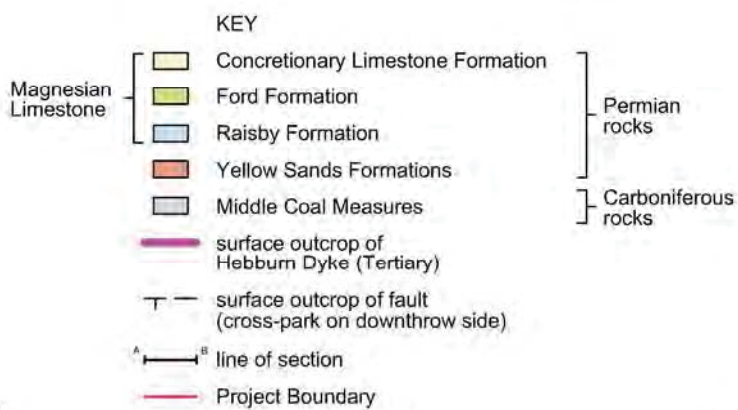 KEY
Concretionary Limestone Formation
Magnesian
Limestone
Ford Formation
Raisby Formation
Permian
rocks
Yellow Sands Formations
Middle Coal Measures
Carboniferous
rocks
surface outcrop of
Hebburn Dyke (Tertiary)
surface outcrop of fault
(cross-park on downthrow side)
A B line of section
Project Boundary